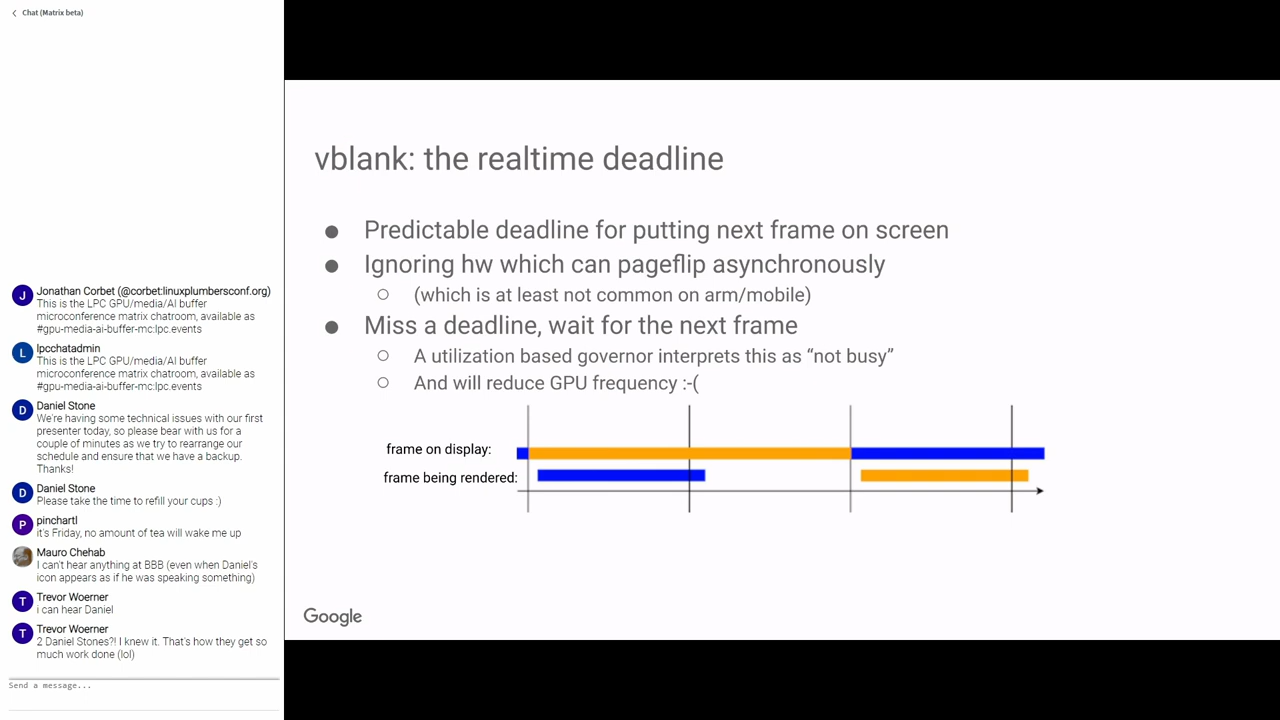 Chat (Matrix beta)
J
Jonathan Corbet (@corbet:linuxplumbersconf.org)
This is the LPC GPU/media/AI buffer
microconference matrix chatroom, available as
#gpu-media-ai-buffer-mc:lpc.events
L
lpcchatadmin
This is the LPC GPU/media/AI buffer
microconference matrix chatroom, available as
#gpu-media-ai-buffer-mc:lpc.events
D
Daniel Stone
We're having some technical issues with our first
presenter today, so please bear with us for a
couple of minutes as we try to rearrange our
schedule and ensure that we have a backup.
Thanks!
D
Daniel Stone
Please take the time to refill your cups :)
P
pinchartl
it's Friday, no amount of tea will wake me up
Mauro Chehab
I can't hear anything at BBB (even when Daniel's
icon appears as if he was speaking something)
T
Trevor Woerner
i can hear Daniel
T
Trevor Woerner
2 Daniel Stones?! I knew it. That's how they get so
much work done (lol)
Send a message...
vblank: the realtime deadline
● Predictable deadline for putting next frame on screen
● Ignoring hw which can pageflip asynchronously
○ (which is at least not common on arm/mobile)
● Miss a deadline, wait for the next frame
○ A utilization based governor interprets this as “not busy”
○ And will reduce GPU frequency :-(
frame on display:
frame being rendered:
Google